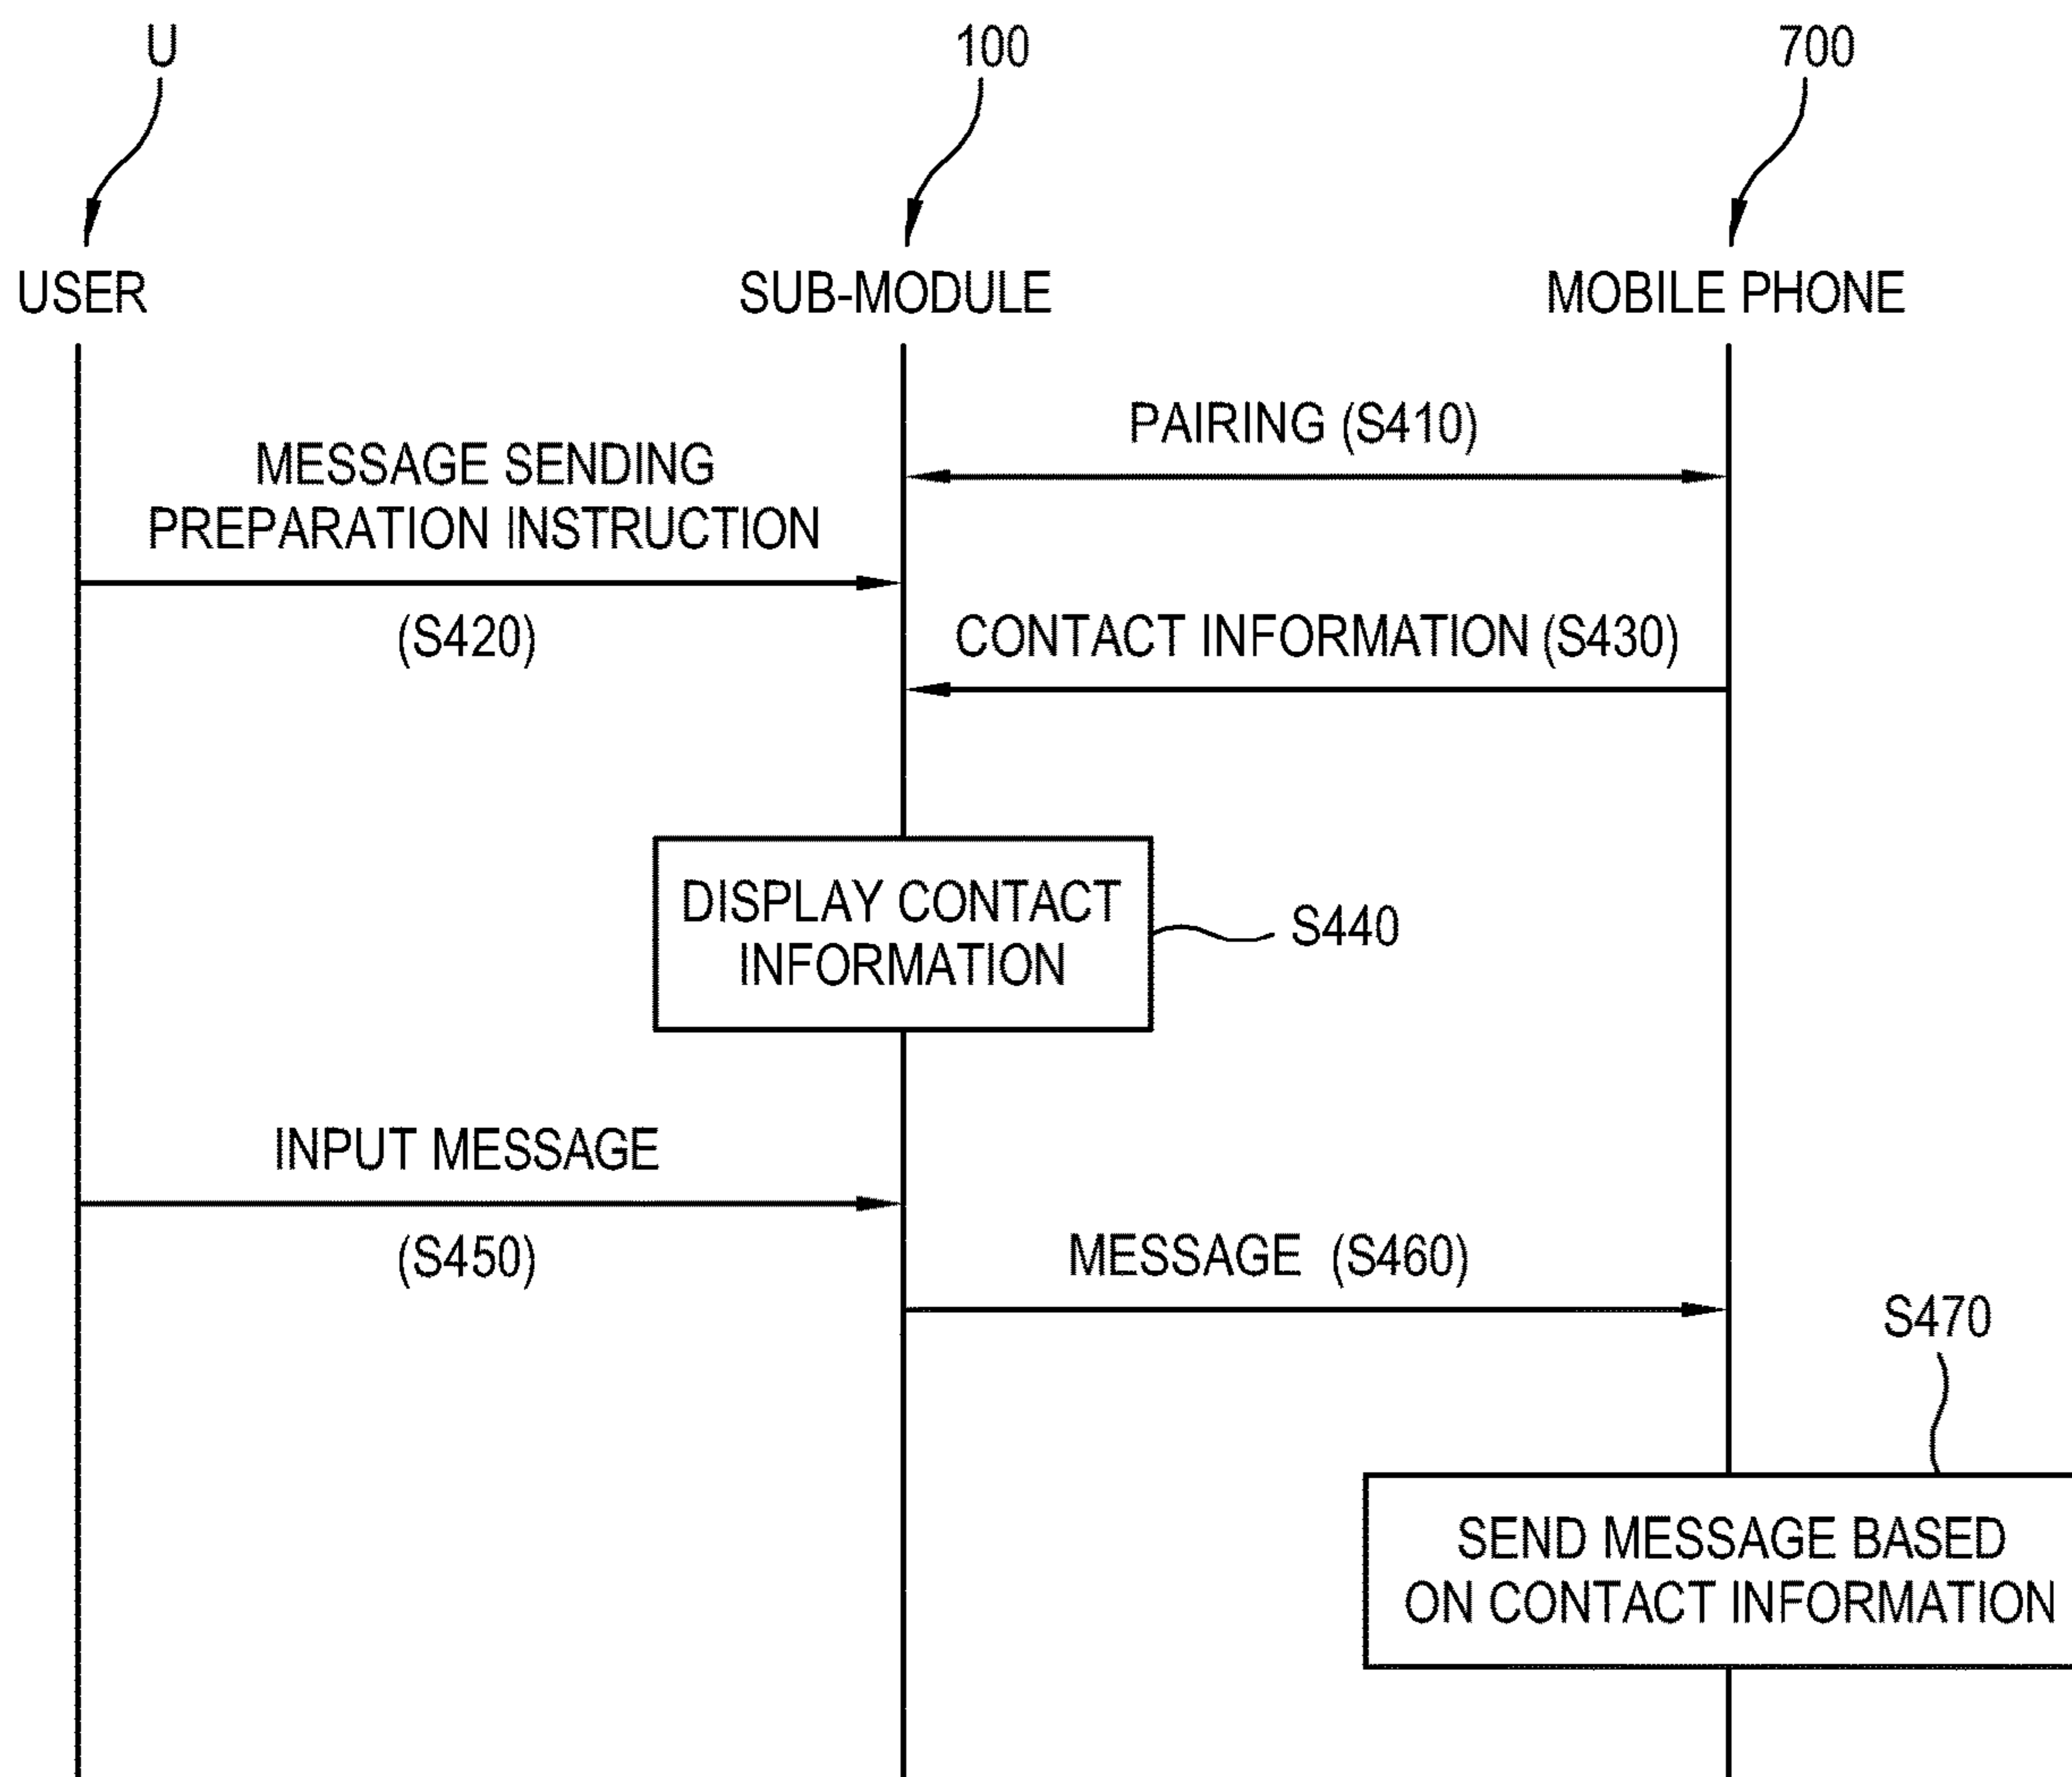 U
100
700
USER
SUB-MODULE
MOBILE PHONE
PAIRING (S410)
MESSAGE SENDING
PREPARATION INSTRUCTION
(S420)
CONTACT INFORMATION (S430)
DISPLAY CONTACT
INFORMATION
S440
INPUT MESSAGE
(S450)
MESSAGE (S460)
S470
SEND MESSAGE BASED
ON CONTACT INFORMATION